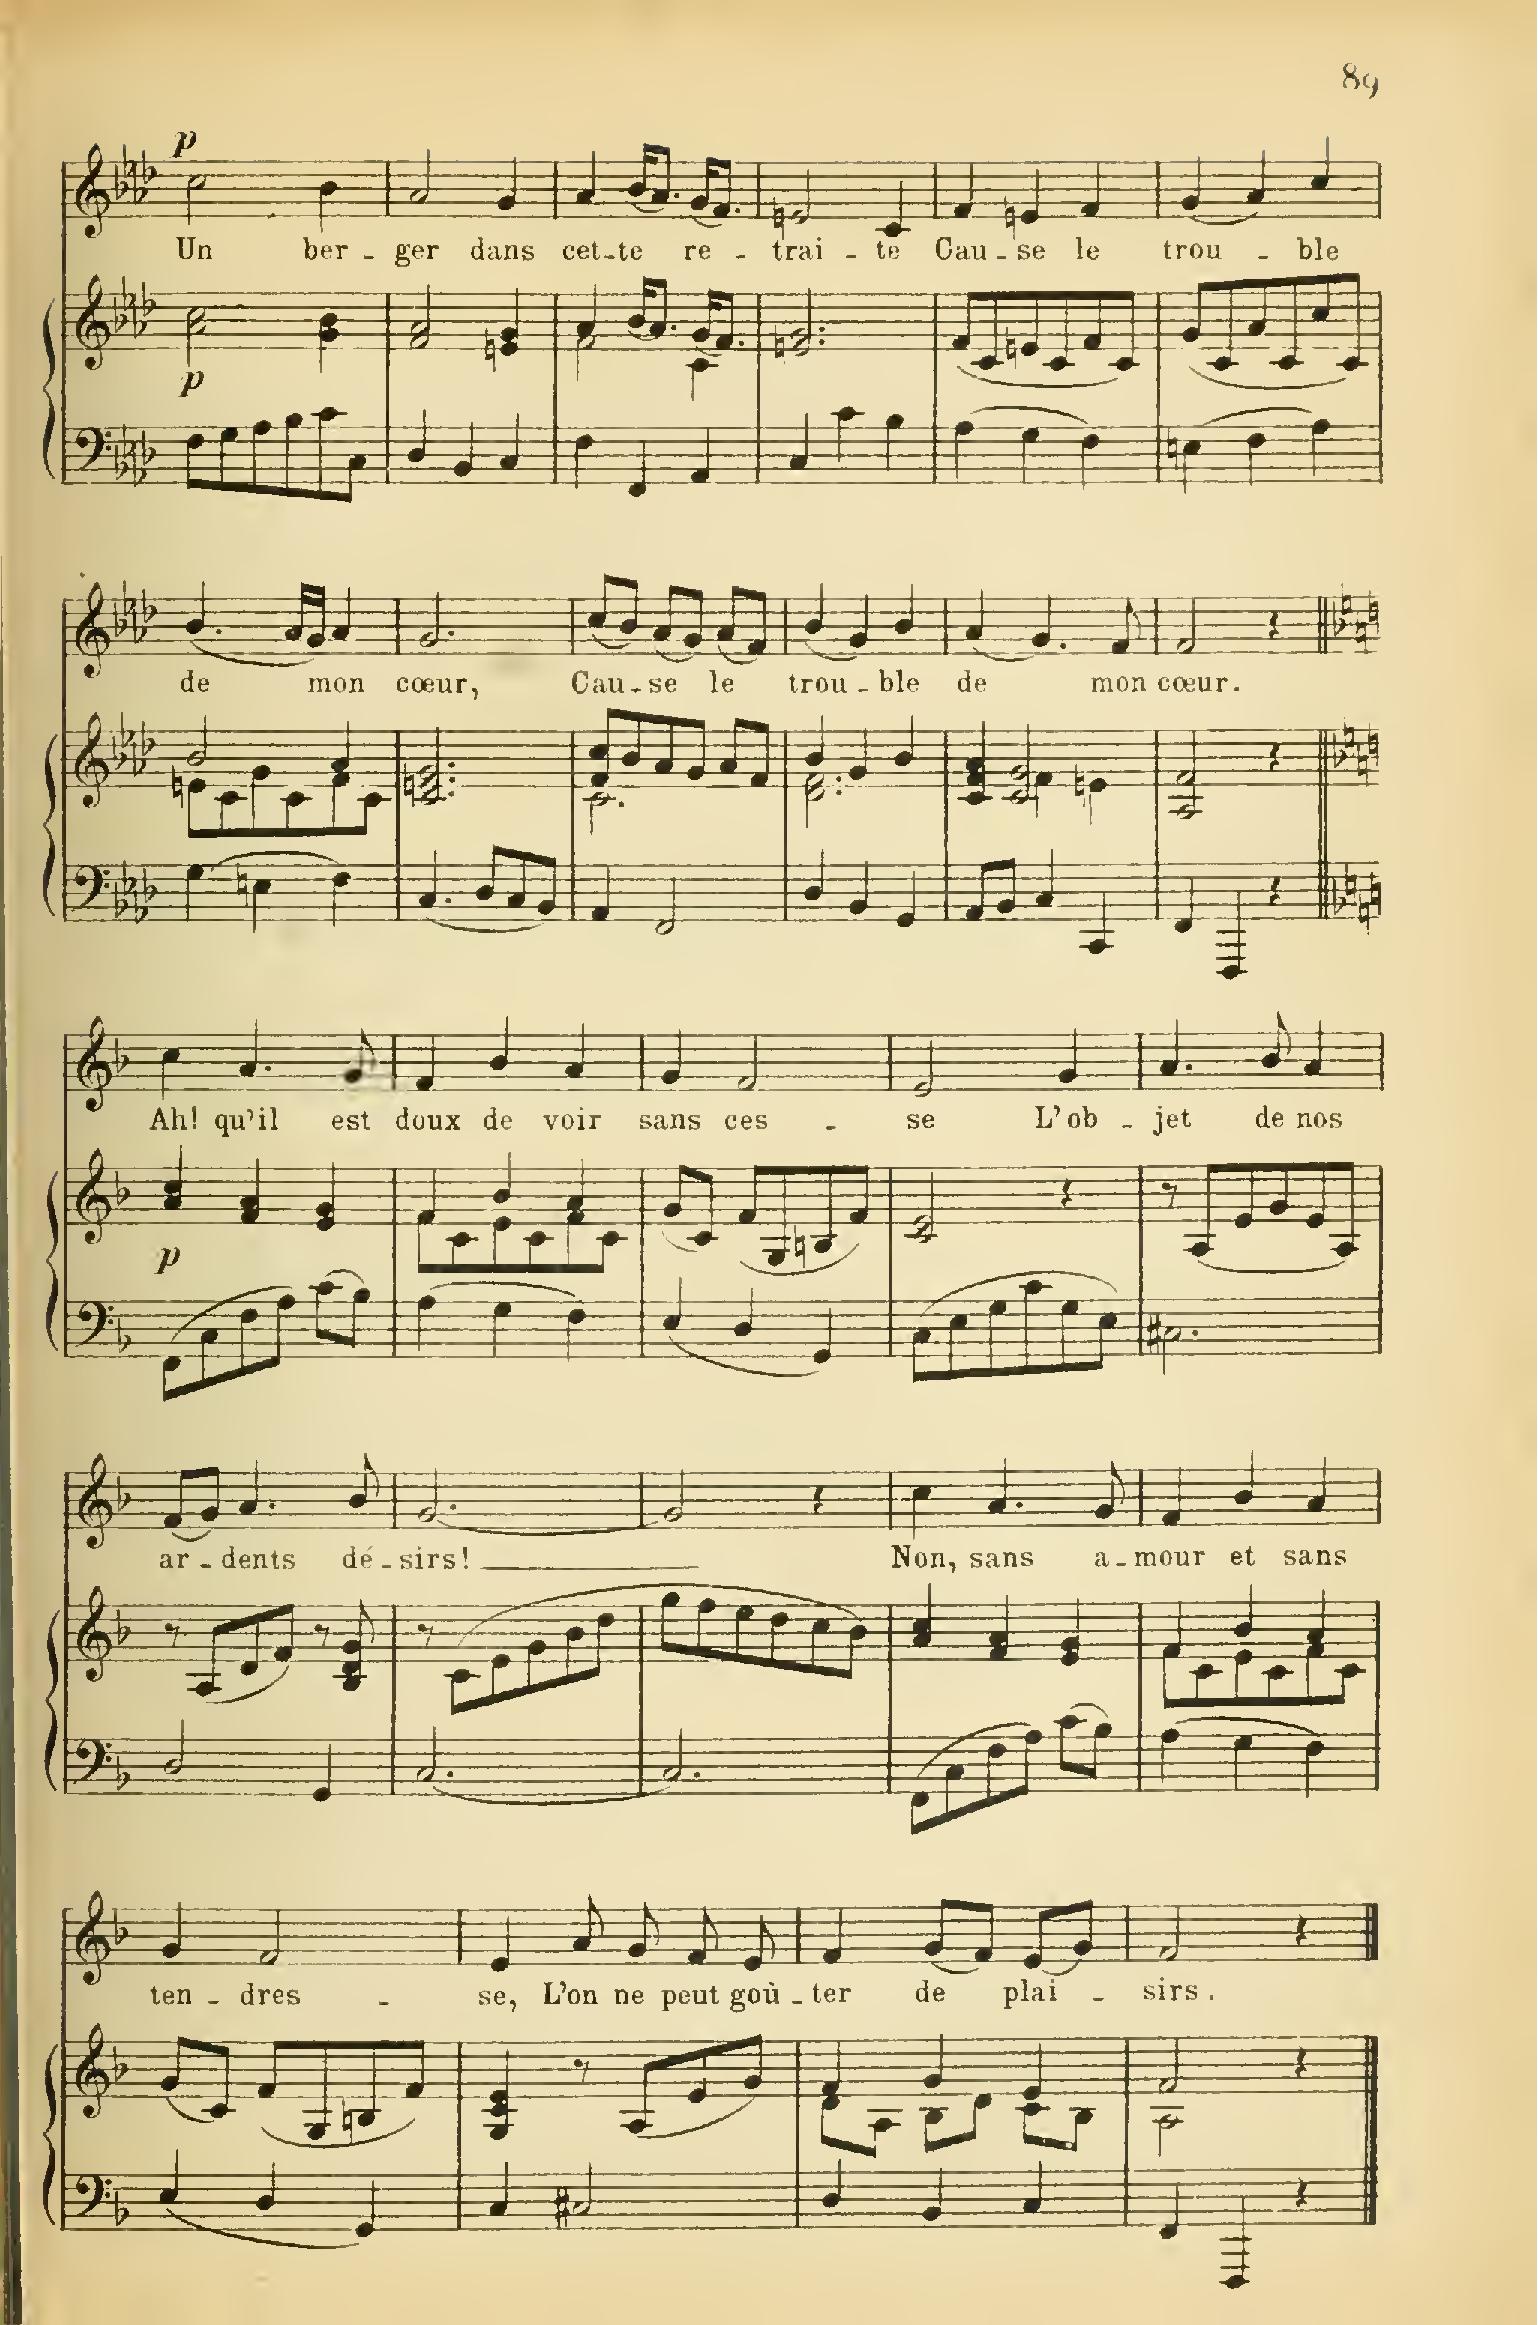 89
p
Un ber - ger dans cet-te re - trai - te Cau - se le trou - ble
p
de mon cœur, Cau - se le trou - ble de mon cœur.
Ah! qu'il est doux de voir sans ces - se L'ob - jet de nos
p
ar - dents dé - sirs! Non, sans a - mour et sans
ten - dres - se, L'on ne peut goù - ter de plai - sirs.